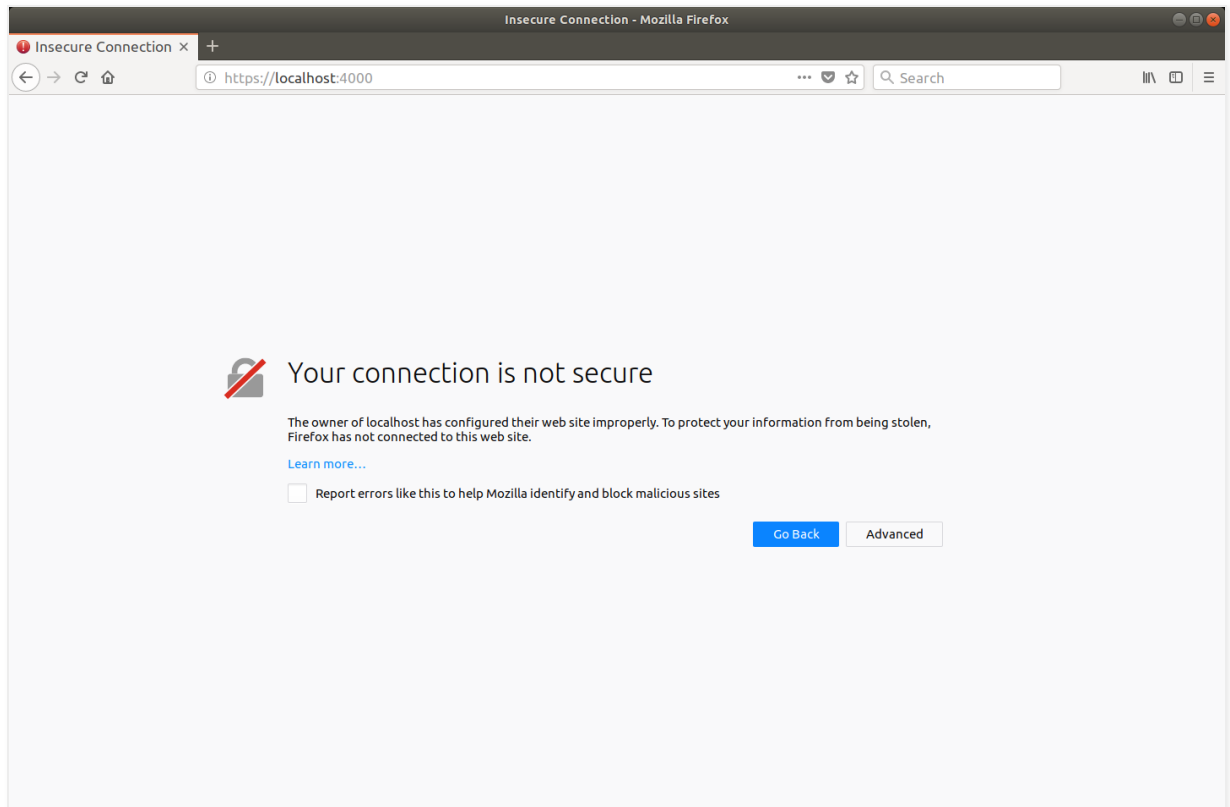 Insecure Connection - Mozilla Firefox
Insecure Connection
https://localhost:4000
Search
Your connection is not secure
The owner of localhost has configured their web site improperly. To protect your information from being stolen,
Firefox has not connected to this web site.
Learn more…
Report errors like this to help Mozilla identify and block malicious sites
Go Back Advanced